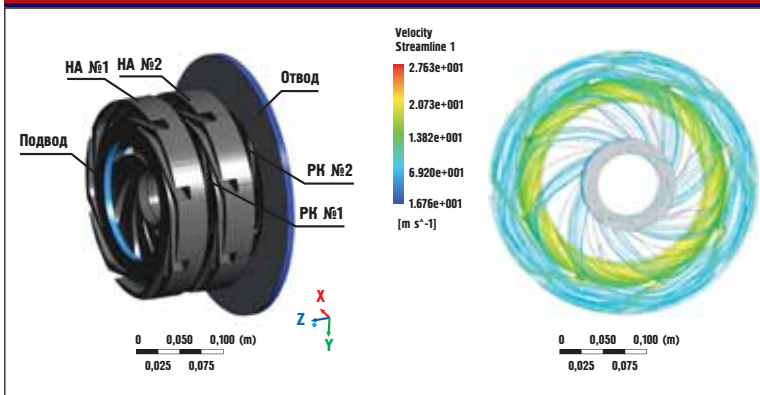 НА №1
НА №2
Отвод
Подвод
РК №2
РК №1
X
Z
Y
0 0,050 0,100 (m)
0,025 0,075
Velocity
Streamline 1
2.763e+001
2.073e+001
1.382e+001
6.920e+001
1.676e+001
[m s^-1]
0 0,050 0,100 (m)
0,025 0,075